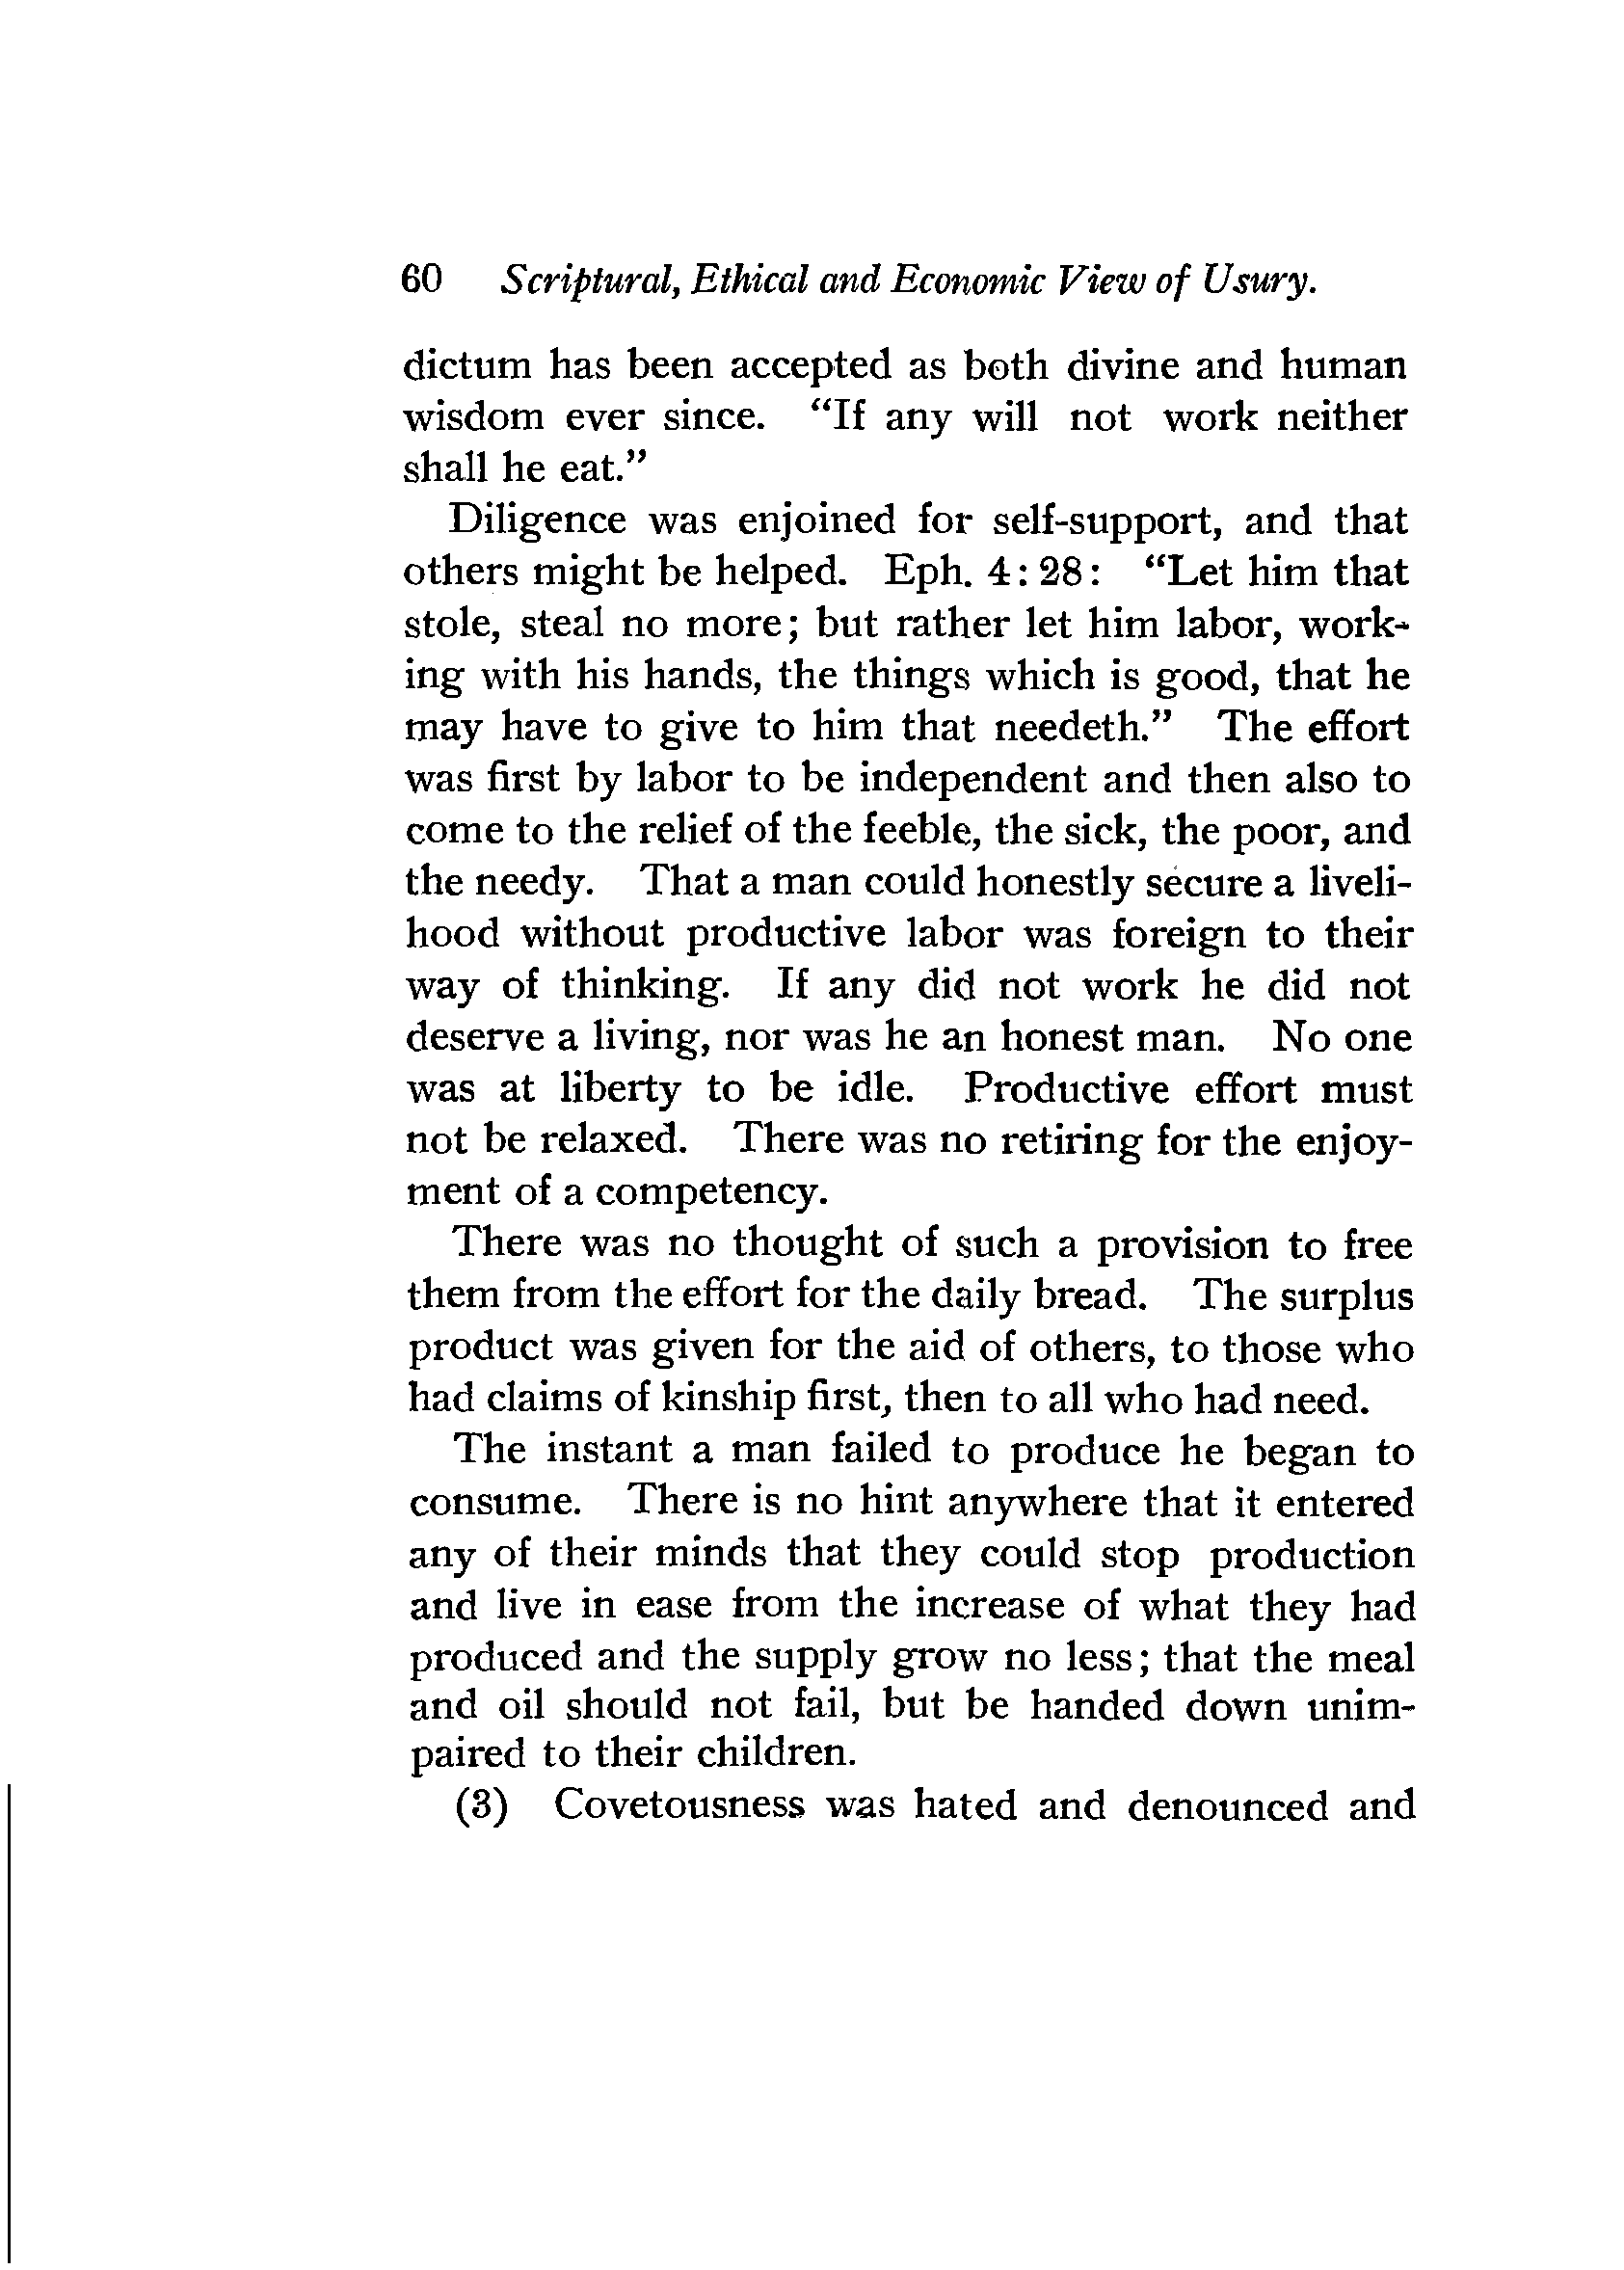 60 Scriptural, Ethical and Economic View of Usury.
dictum has been accepted as both divine and human
wisdom ever since. “If any will not work neither
shall he eat.”
Diligence was enjoined for self-support, and that
others might be helped. Eph. 4: 28: “Let him that
stole, steal no more; but rather let him labor, work-
ing with his hands, the things which is good, that he
may have to give to him that needeth.” The effort
was first by labor to be independent and then also to
come to the relief of the feeble, the sick, the poor, and
the needy. That a man could honestly secure a liveli-
hood without productive labor was foreign to their
way of thinking. If any did not work he did not
deserve a living, nor was he an honest man. No one
was at liberty to be idle. Productive effort must
not be relaxed. There was no retiring for the enjoy-
ment of a competency.
There was no thought of such a provision to free
them from the effort for the daily bread. The surplus
product was given for the aid of others, to those who
had claims of kinship first, then to all who had need.
The instant a man failed to produce he began to
consume. There is no hint anywhere that it entered
any of their minds that they could stop production
and live in ease from the increase of what they had
produced and the supply grow no less; that the meal
and oil should not fail, but be handed down unim-
paired to their children.
(3) Covetousness was hated and denounced and